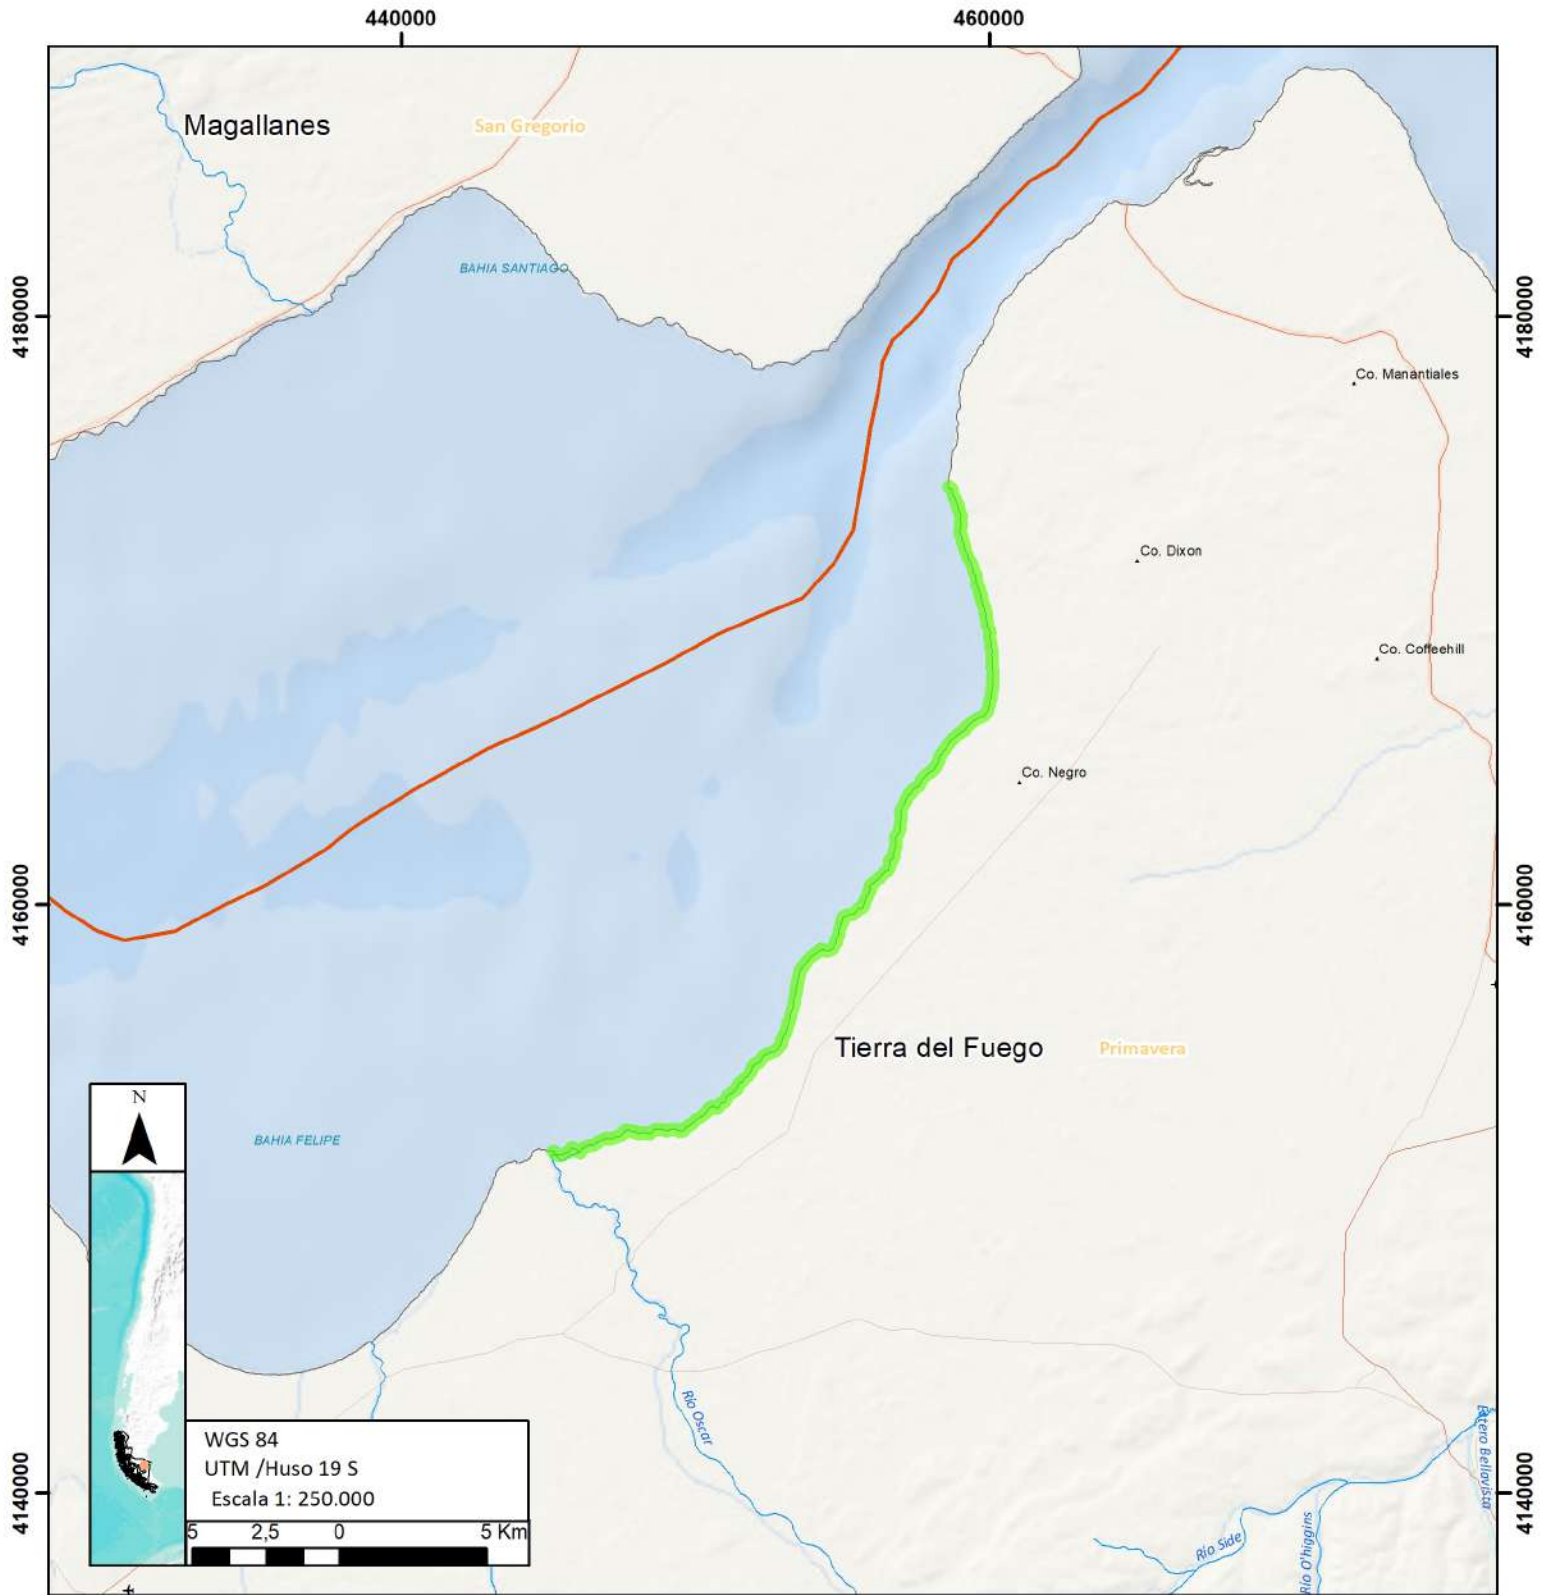 440000
460000
Magallanes
San Gregorio
BAHIA SANTIAGO
4180000
4180000
Co. Manantiales
Co. Dixon
Co. Coffeehill
Co. Negro
4160000
4160000
Tierra del Fuego
Primavera
N
BAHIA FELIPE
Río Oscar
Estero Bellavista
WGS 84
UTM /Huso 19 S
Escala 1: 250.000
4140000
4140000
5 2,5 0 5 Km
Río Side
Río O'higgins